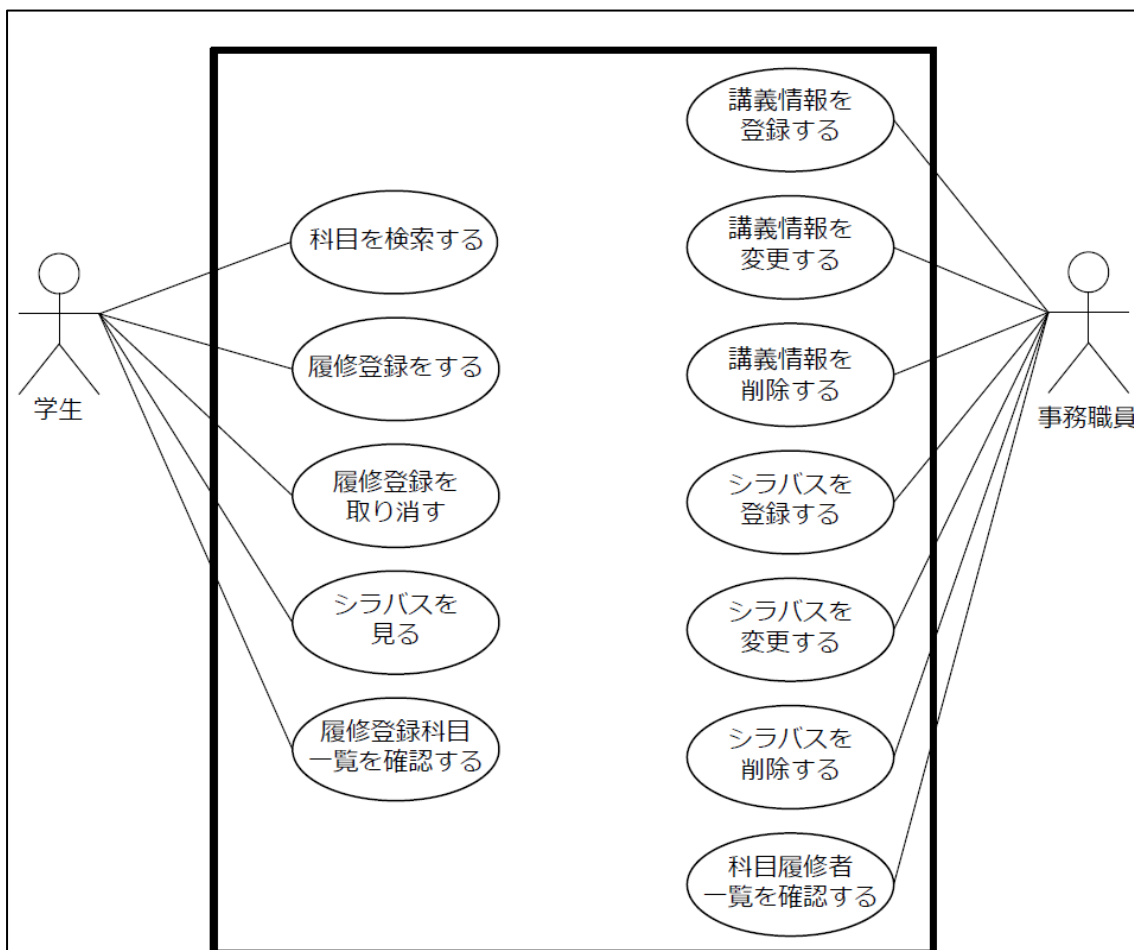 学生
科目を検索する
履修登録をする
履修登録を
取り消す
シラバスを
見る
履修登録科目
一覧を確認する
講義情報を
登録する
講義情報を
変更する
講義情報を
削除する
シラバスを
登録する
シラバスを
変更する
シラバスを
削除する
科目履修者
一覧を確認する
事務職員